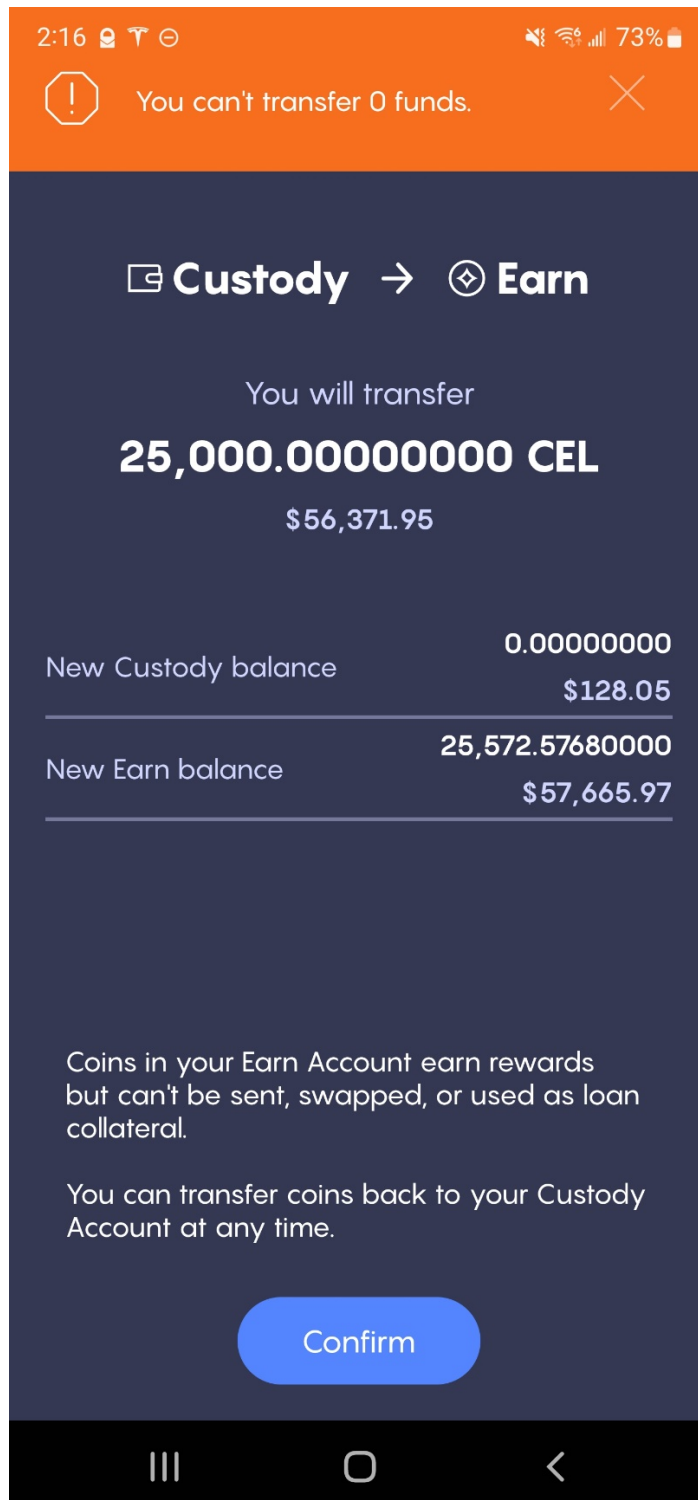 2:16 73%
You can't transfer 0 funds.
Custody → Earn
You will transfer
25,000.00000000 CEL
$56,371.95
New Custody balance
0.00000000
$128.05
New Earn balance
25,572.57680000
$57,665.97
Coins in your Earn Account earn rewards
but can't be sent, swapped, or used as loan
collateral.
You can transfer coins back to your Custody
Account at any time.
Confirm